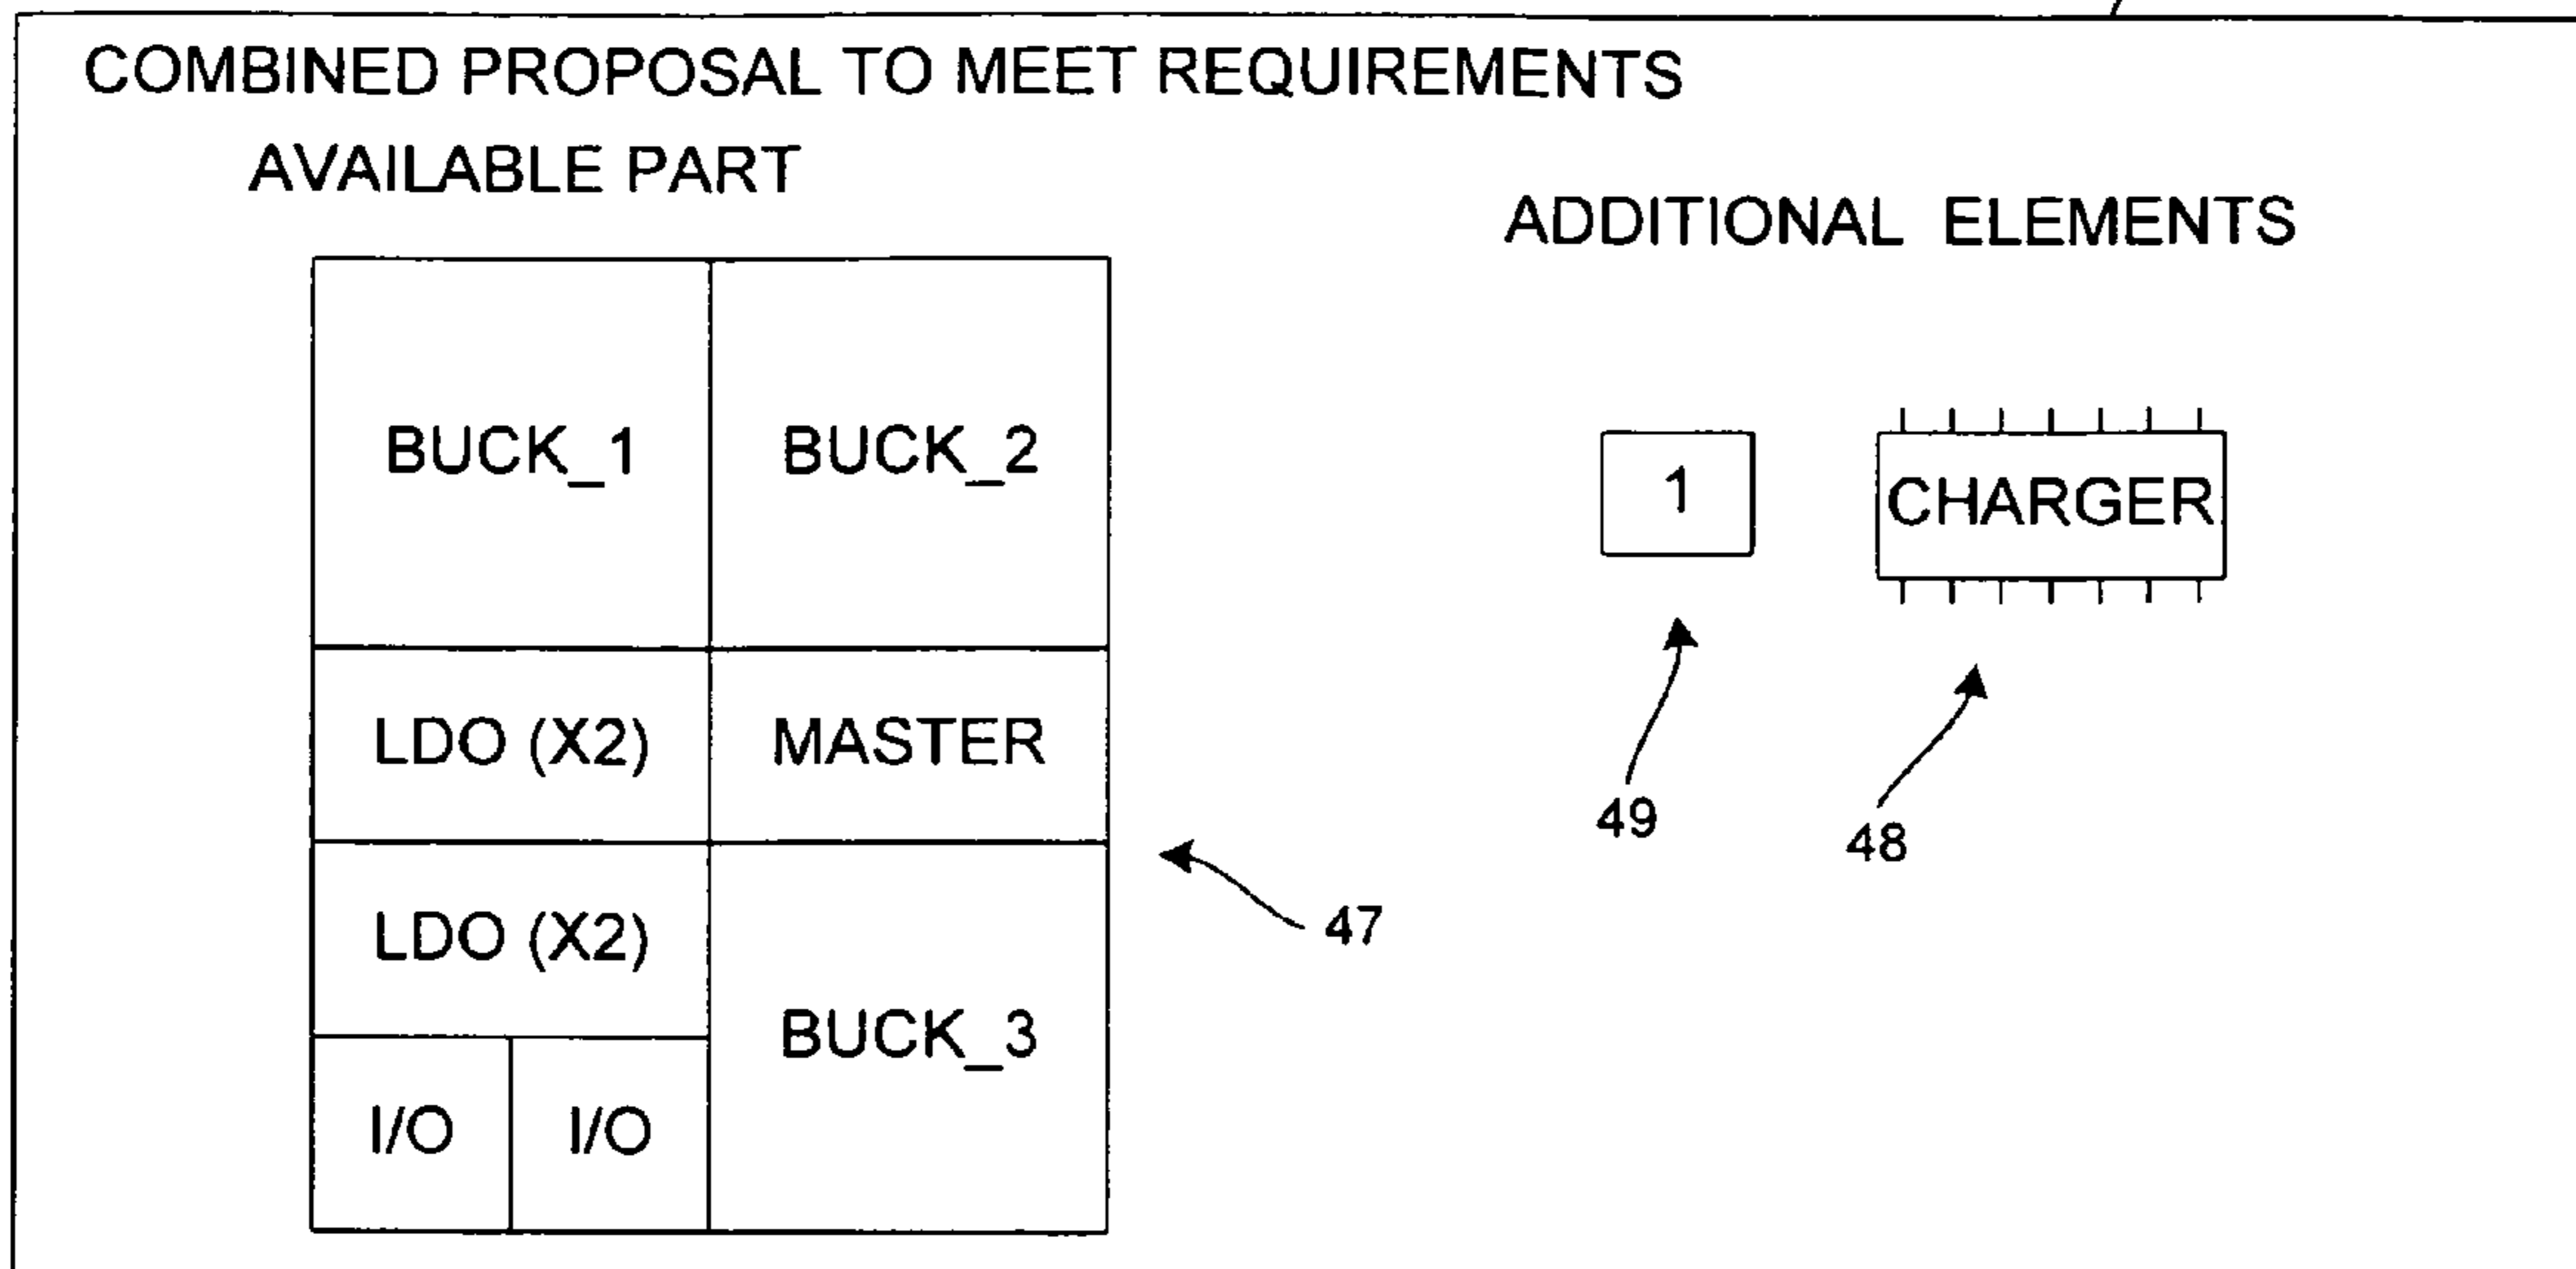 COMBINED PROPOSAL TO MEET REQUIREMENTS
AVAILABLE PART
ADDITIONAL ELEMENTS
BUCK_1 BUCK_2
1 CHARGER
LDO (X2) MASTER
49
48
LDO (X2)
47
BUCK_3
I/O I/O